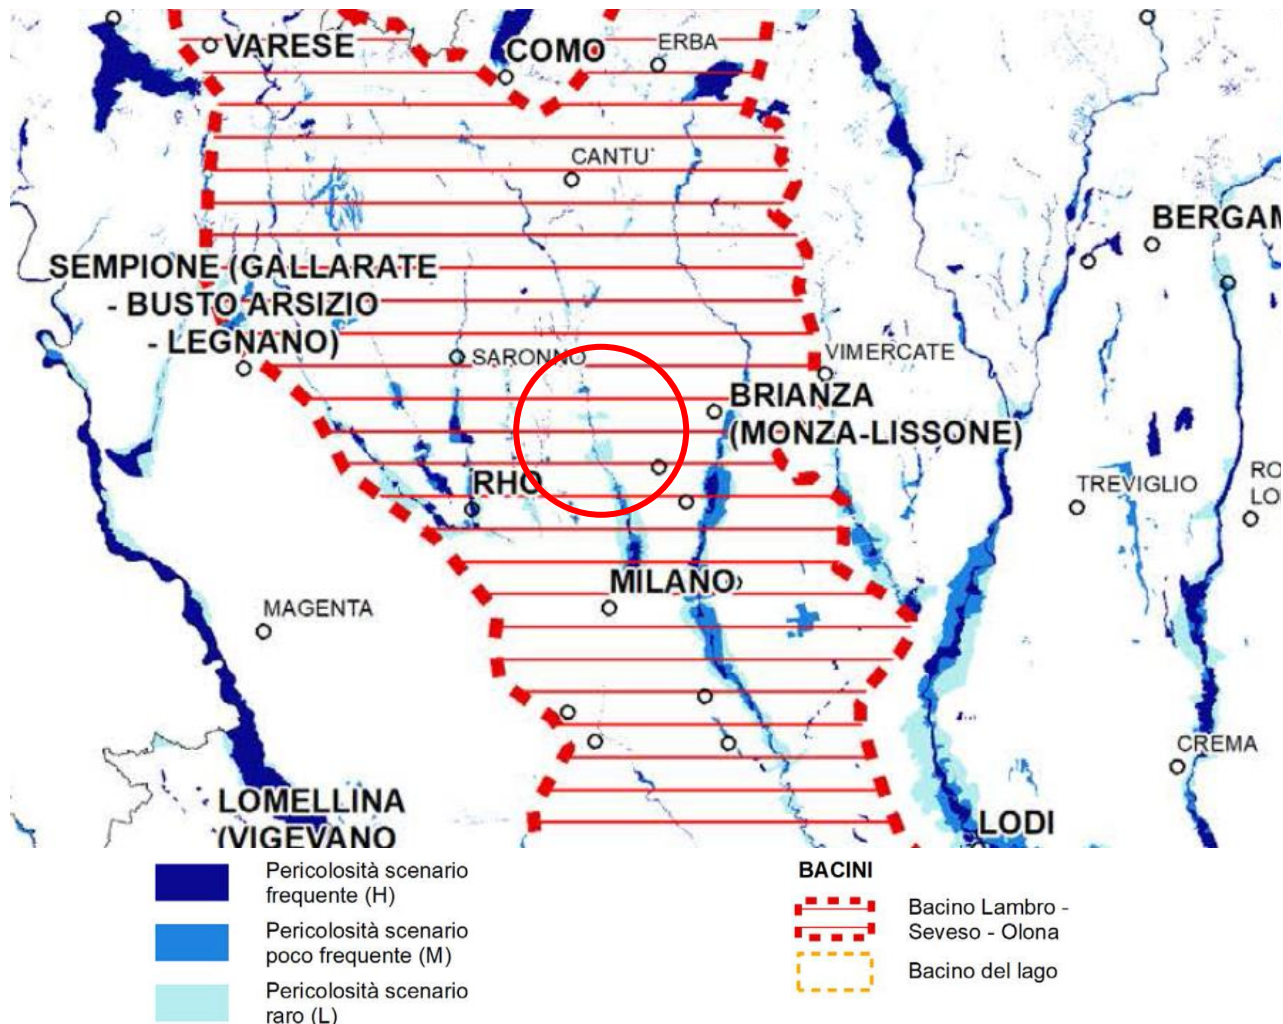 VARESE
COMO
ERBA
CANTU`
BERGAM
SEMPIONE (GALLARATE
- BUSTO ARSIZIO
- LEGNANO)
SARONNO
VIMERCATE
BRIANZA
(MONZA-LISSONE)
RHO
TREVIGLIO
RO
LO
MILANO
MAGENTA
CREMA
LOMELLINA
(VIGEVANO
LODI
Pericolosità scenario
frequente (H)
Pericolosità scenario
poco frequente (M)
Pericolosità scenario
raro (L)
BACINI
Bacino Lambro -
Seveso - Olona
Bacino del lago